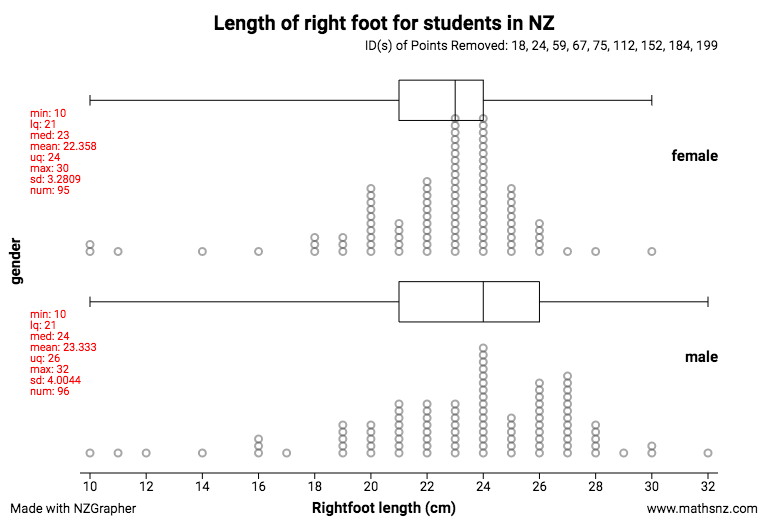 Length of right foot for students in NZ
ID(s) of Points Removed: 18, 24, 59, 67, 75, 112, 152, 184, 199
min: 10
lq: 21
med: 23
mean: 22.358
uq: 24
max: 30
sd: 3.2809
num: 95
female
gender
min: 10
lq: 21
med: 24
mean: 23.333
uq: 26
max: 32
sd: 4.0044
num: 96
male
10 12 14 16 18 20 22 24 26 28 30 32
Made with NZGrapher
Rightfoot length (cm)
www.mathsnz.com